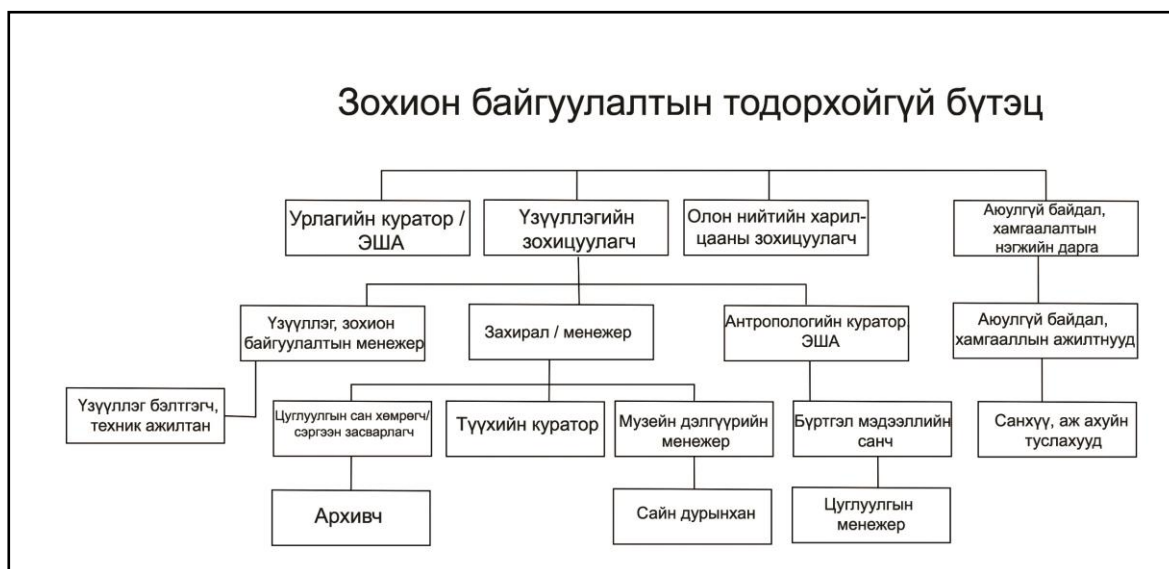 Зохион байгуулалтын тодорхойгүй бүтэц
Урлагийн куратор /
ЭША
Үзүүллэгийн
зохицуулагч
Олон нийтийн харил-
цааны зохицуулагч
Аюулгүй байдал,
хамгаалалтын
нэгжийн дарга
Үзүүллэг, зохион
байгуулалтын менежер
Захирал / менежер
Антропологийн куратор,
ЭША
Аюулгүй байдал,
хамгааллын ажилтнууд
Үзүүллэг бэлтгэгч,
техник ажилтан
Цуглуулгын сан хөмрөгч/
сэргээн засварлагч
Түүхийн куратор
Музейн дэлгүүрийн
менежер
Бүртгэл мэдээллийн
санч
Санхүү, аж ахуйн
туслахууд
Архивч
Сайн дурынхан
Цуглуулгын
менежер